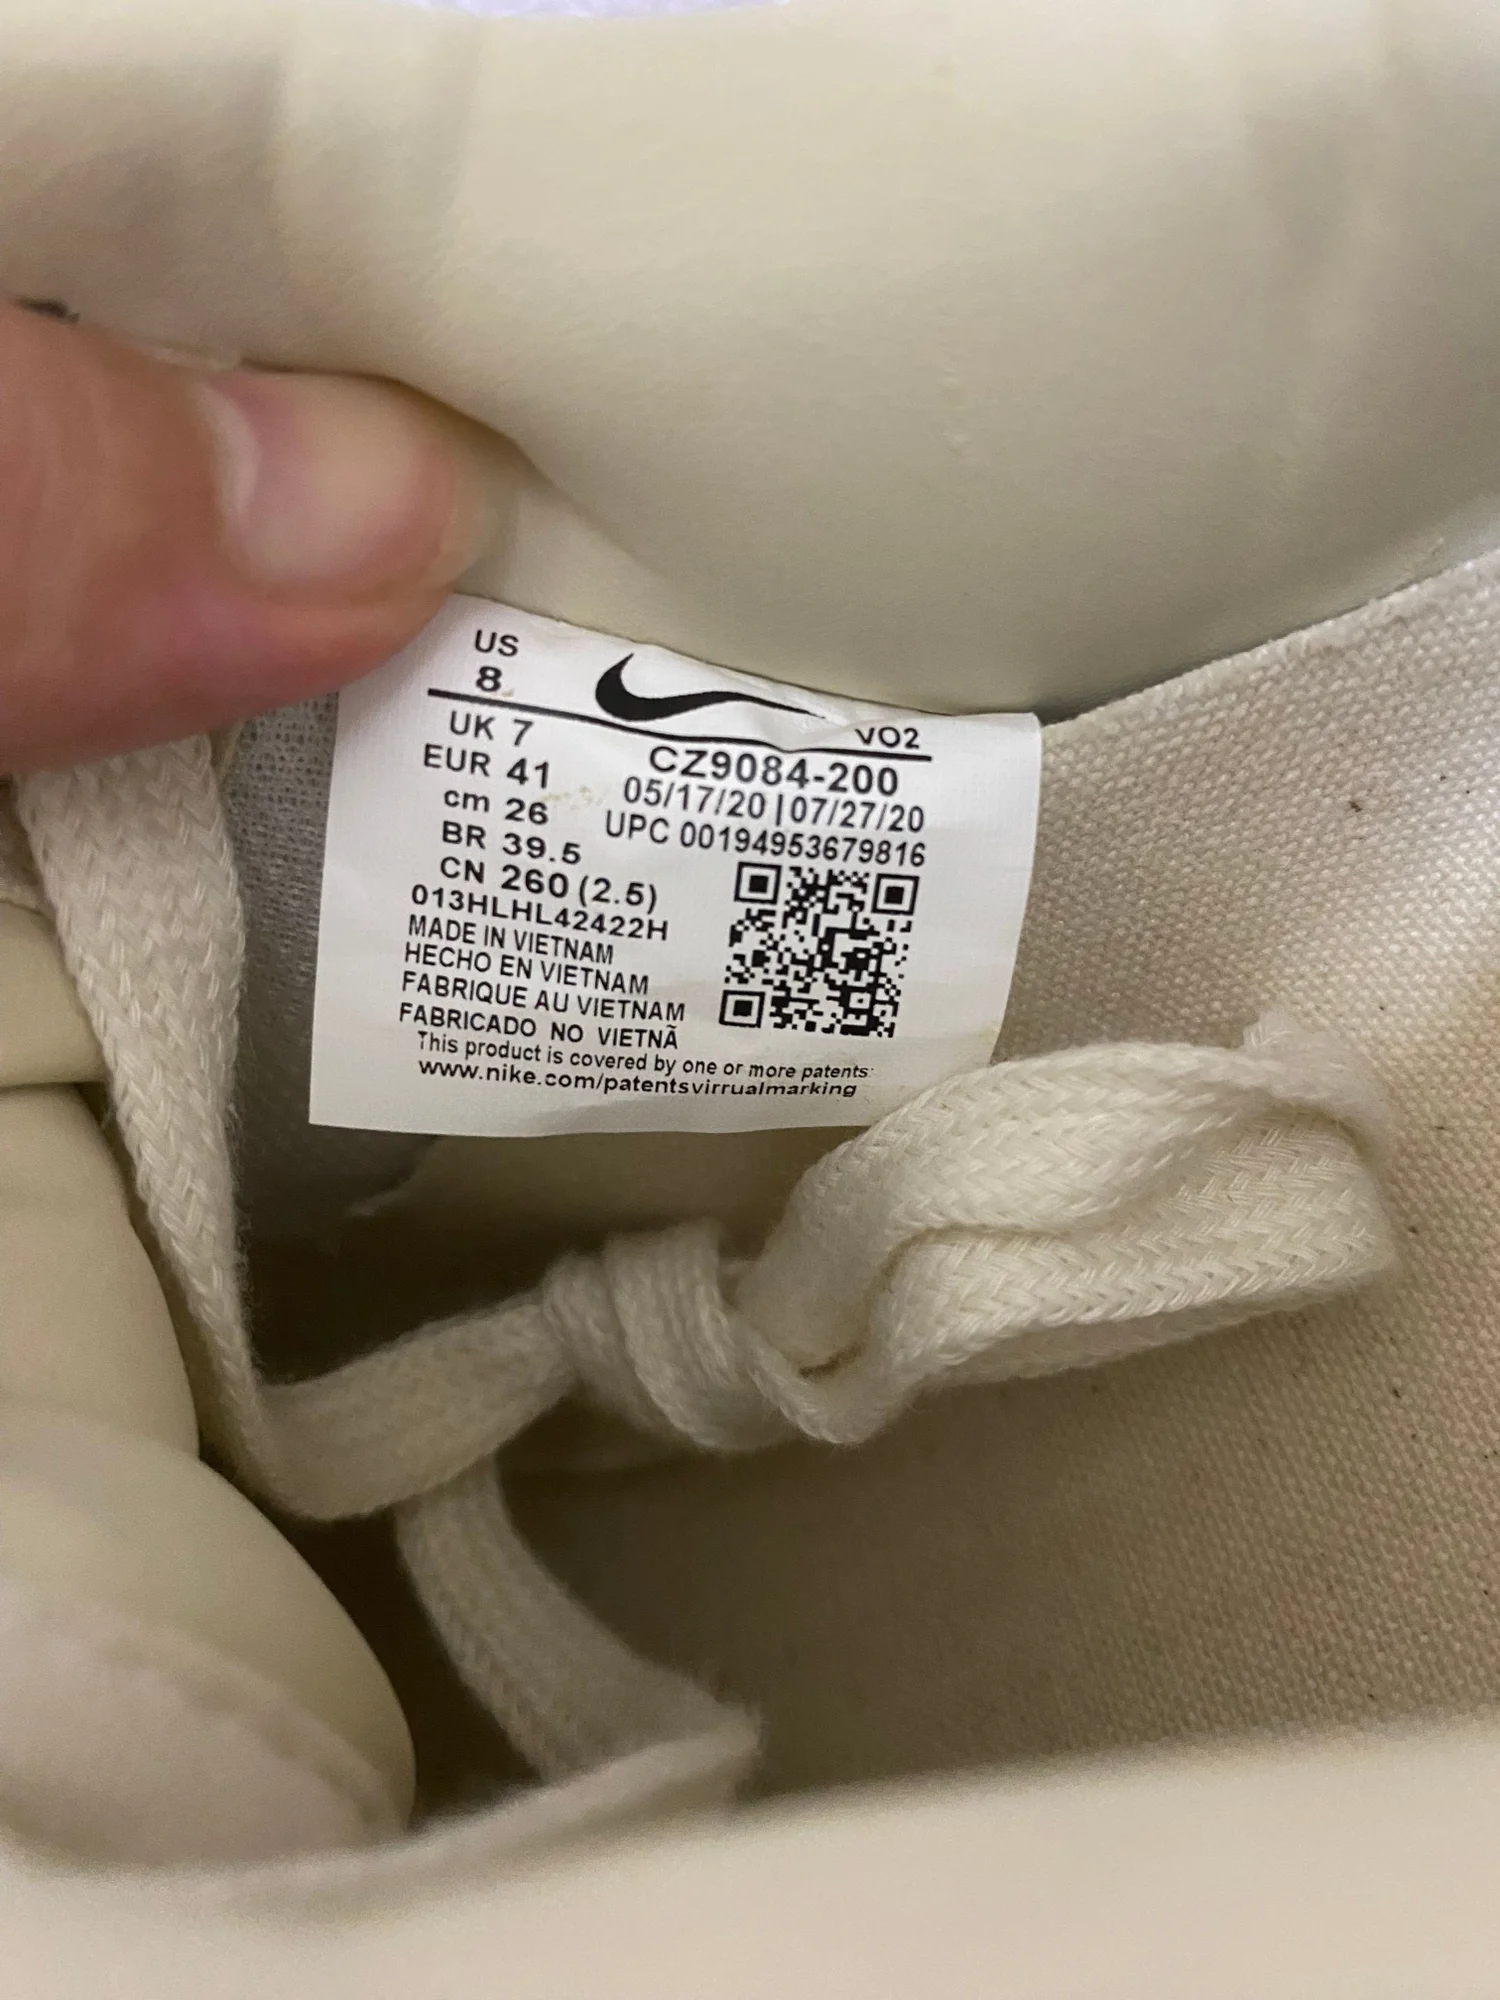 US
8
VO2
UK 7
EUR 41
cm 26
BR 39.5
CN 260 (2.5)
CZ9084-200
05/17/20 | 07/27/20
UPC 00194953679816
013HLHL42422H
MADE IN VIETNAM
HECHO EN VIETNAM
FABRIQUE AU VIETNAM
FABRICADO NO VIETNÃ
This product is covered by one or more patents:
www.nike.com/patentsvirrualmarking